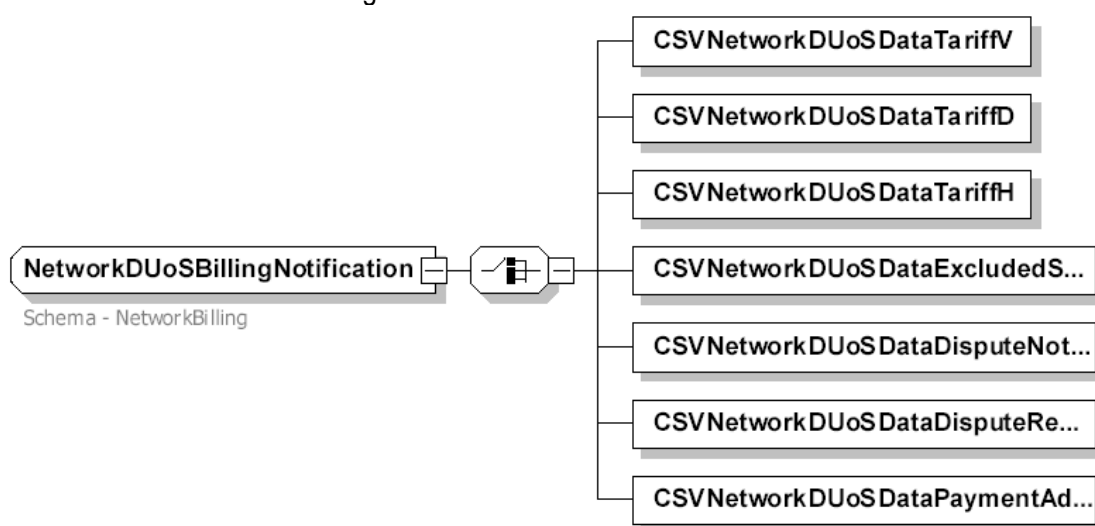 CSVNetworkDUoSDataTariffV
CSVNetworkDUoSDataTariffD
CSVNetworkDUoSDataTariffH
NetworkDUoSBillingNotification
CSVNetworkDUoSDataExcludedS...
Schema - NetworkBilling
CSVNetworkDUoSDataDisputeNot...
CSVNetworkDUoSDataDisputeRe...
CSVNetworkDUoSDataPaymentAd...